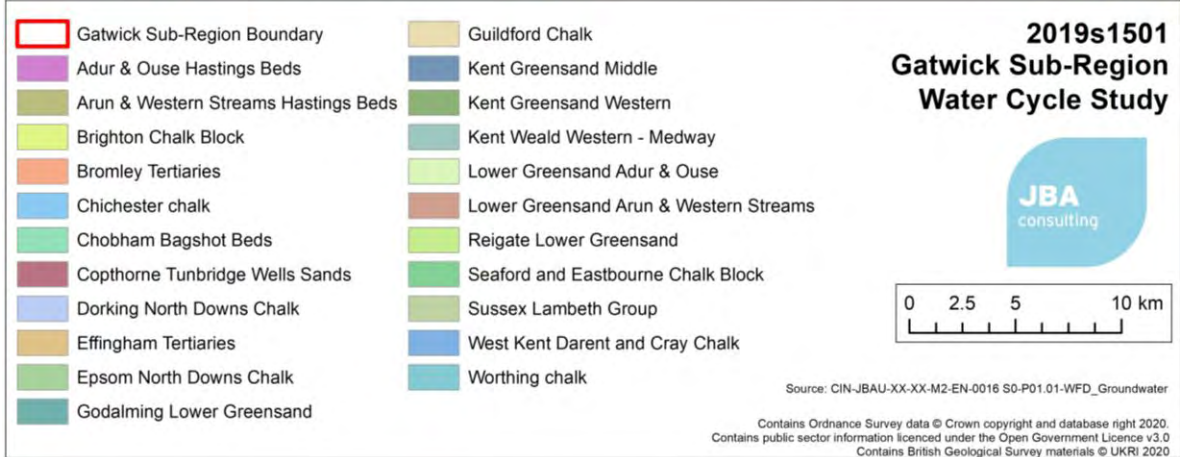 Gatwick Sub-Region Boundary
Adur & Ouse Hastings Beds
Arun & Western Streams Hastings Beds
Brighton Chalk Block
Bromley Tertiaries
Chichester chalk
Chobham Bagshot Beds
Copthorne Tunbridge Wells Sands
Dorking North Downs Chalk
Effingham Tertiaries
Epsom North Downs Chalk
Godalming Lower Greensand
Guildford Chalk
Kent Greensand Middle
Kent Greensand Western
Kent Weald Western - Medway
Lower Greensand Adur & Ouse
Lower Greensand Arun & Western Streams
Reigate Lower Greensand
Seaford and Eastbourne Chalk Block
Sussex Lambeth Group
West Kent Darent and Cray Chalk
Worthing chalk
2019s1501
Gatwick Sub-Region
Water Cycle Study
JBA
consulting
0 2.5 5 10 km
Source: CIN-JBAU-XX-XX-M2-EN-0016 S0-P01.01-WFD_Groundwater
Contains Ordnance Survey data © Crown copyright and database right 2020.
Contains public sector information licenced under the Open Government Licence v3.0
Contains British Geological Survey materials © UKRI 2020